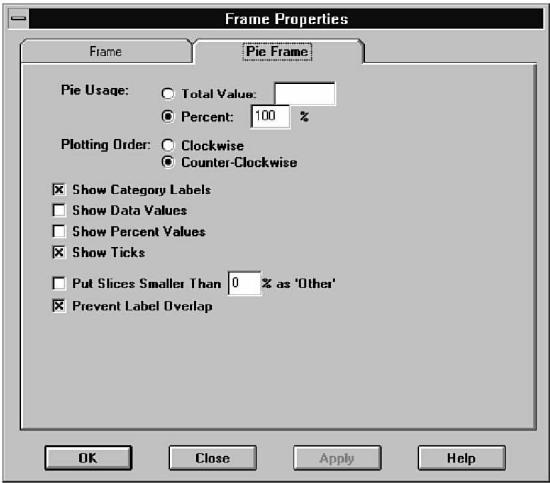 Frame Properties
Frame Pie Frame
Pie Usage: Total Value:
Percent: 100 %
Plotting Order: Clockwise
Counter-Clockwise
Show Category Labels
Show Data Values
Show Percent Values
Show Ticks
Put Slices Smaller Than 0 % as 'Other'
Prevent Label Overlap
OK Close Apply Help